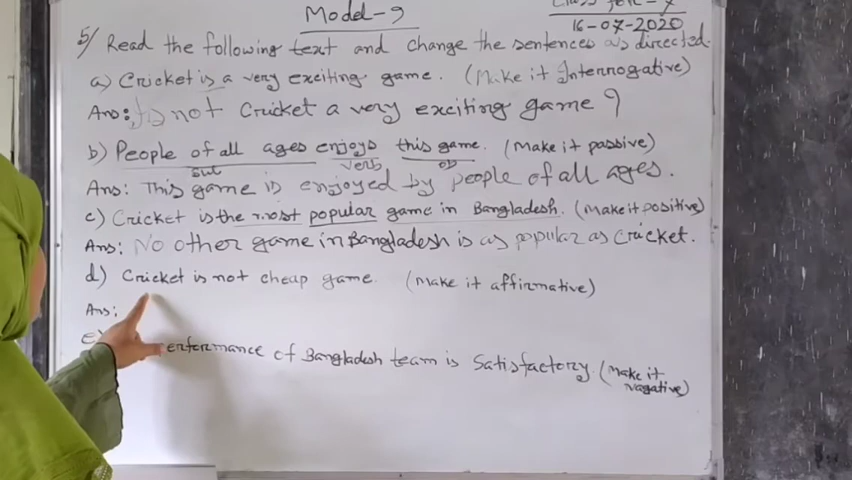 Model-9
16-07-2020
5/ Read the following text and change the sentences as directed.
a) Cricket is a very exciting game. (Make it Interrogative)
Ans: Is not Cricket a very exciting game?
b) People of all ages enjoys this game. (Make it passive)
sub verb ob
Ans: This game is enjoyed by people of all ages.
c) Cricket is the most popular game in Bangladesh. (Make it positive)
Ans: No other game in Bangladesh is as popular as Cricket.
d) Cricket is not cheap game. (Make it affirmative)
Ans:
e) erformance of Bangladesh team is Satisfactory. (Make it
nagative)